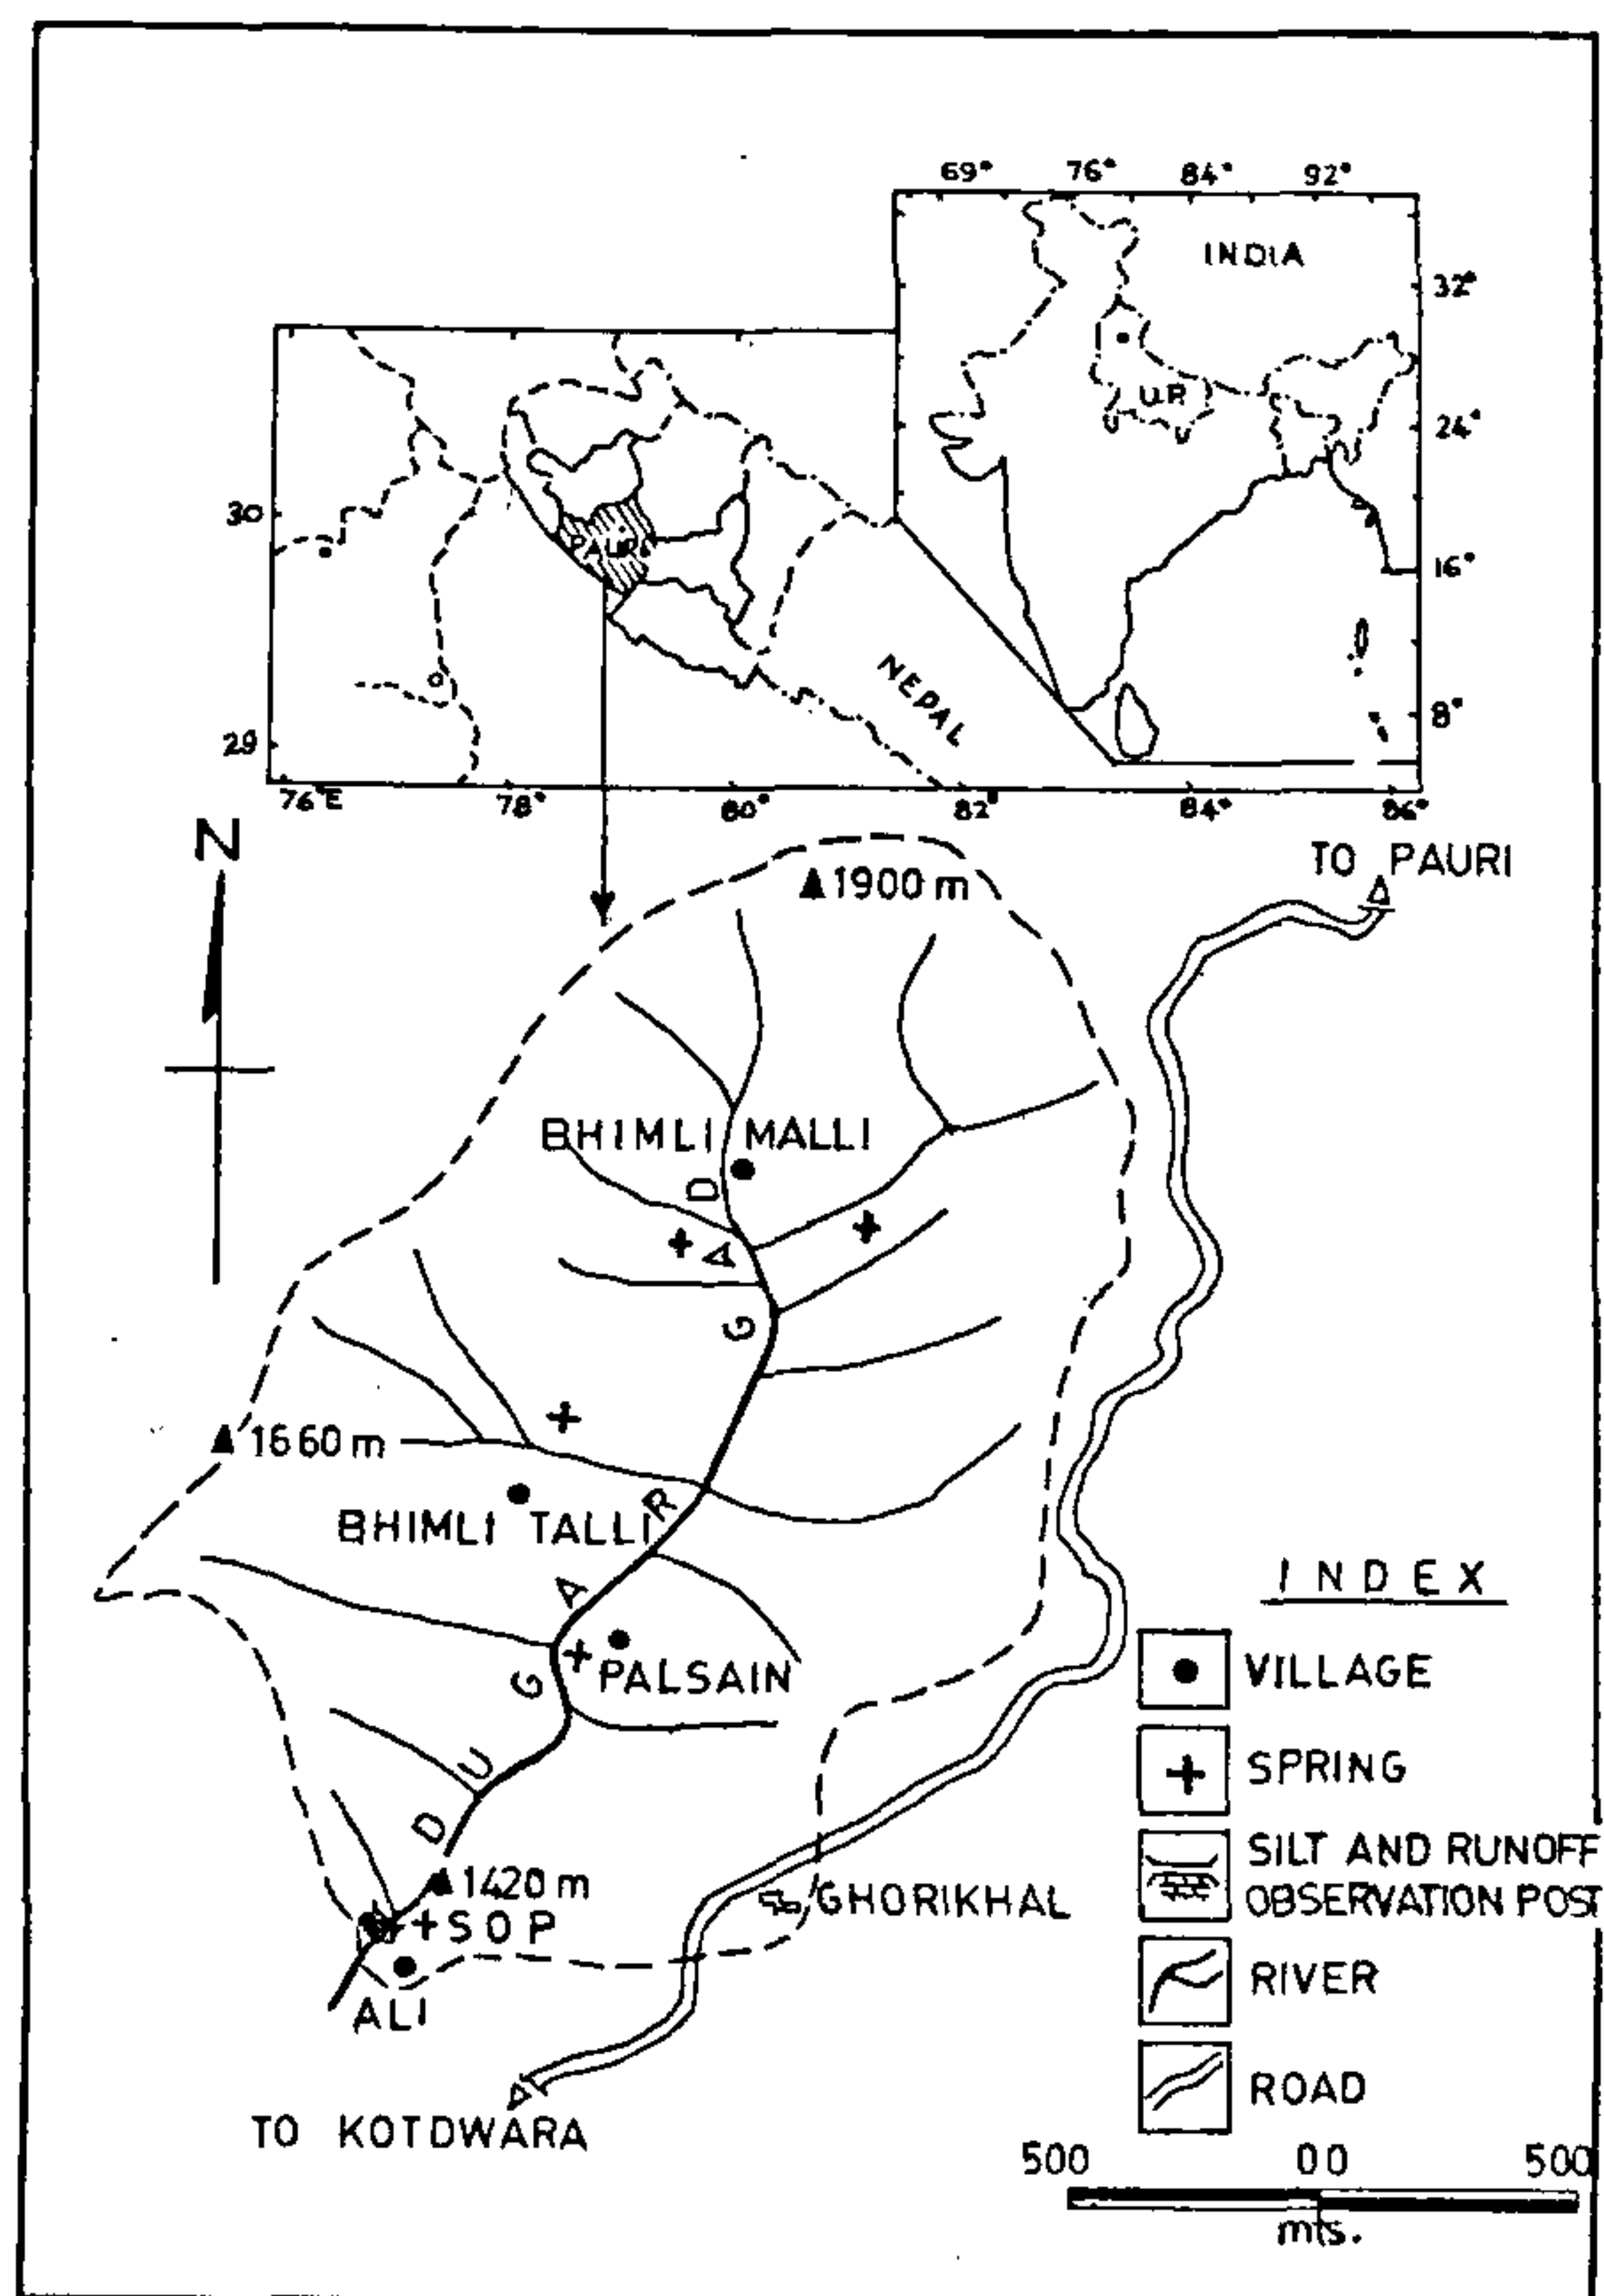 69° 76° 84° 92°
INDIA
32°
U.P.
24°
16°
8°
30
PAURI
29
NEPAL
76°E 78° 80° 82° 84° 86°
N
TO PAURI
1900 m
BHIMLI MALLI
D
A
G
1660 m
R
BHIMLI TALLI
A
G
PALSAIN
U
D
1420 m
SOP
GHORIKHAL
ALI
TO KOTDWARA
INDEX
VILLAGE
SPRING
SILT AND RUNOFF
OBSERVATION POST
RIVER
ROAD
500 00 500
mts.